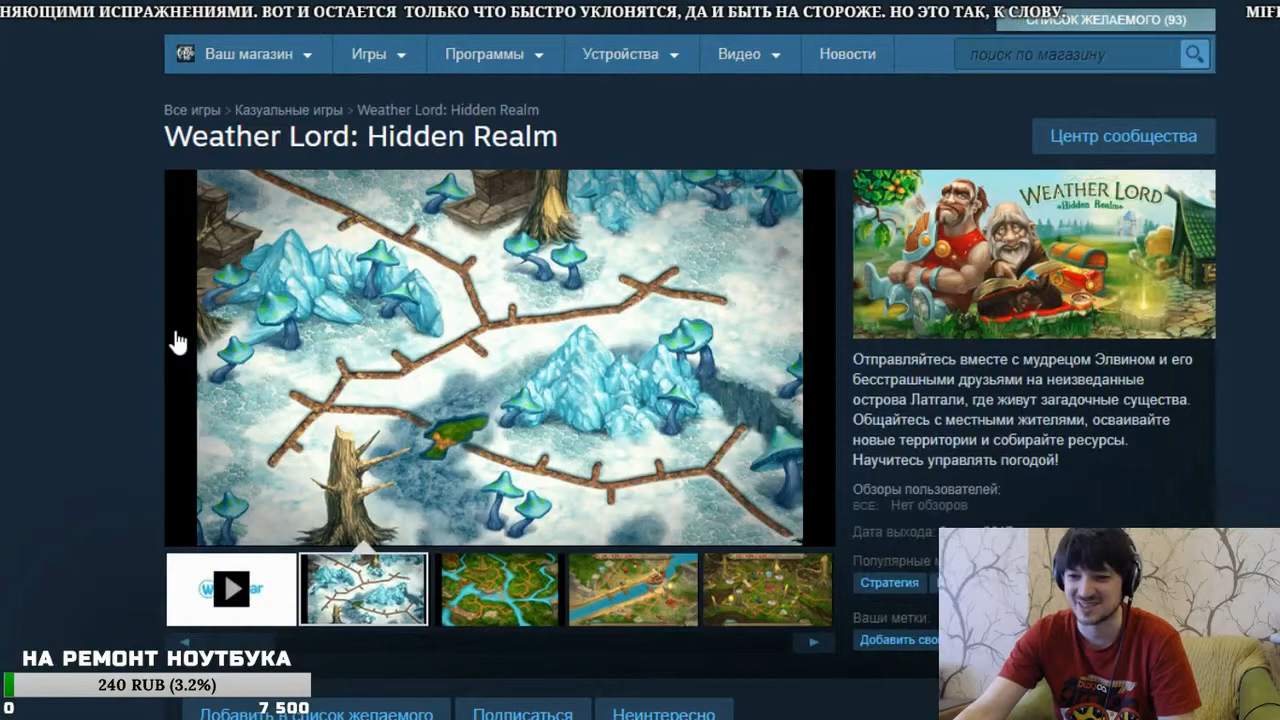 НЯЮЩИМИ ИСПРАЖНЕНИЯМИ. ВОТ И ОСТАЕТСЯ ТОЛЬКО ЧТО БЫСТРО УКЛОНЯТСЯ, ДА И БЫТЬ НА СТОРОЖЕ. НО ЭТО ТАК, К СЛОВУ.
СПИСОК ЖЕЛАЕМОГО (93)
Ваш магазин
Игры
Программы
Устройства
Видео
Новости
поиск по магазину
Все игры > Казуальные игры > Weather Lord: Hidden Realm
Weather Lord: Hidden Realm
Центр сообщества
WEATHER LORD
Hidden Realm
Отправляйтесь вместе с мудрецом Элвином и его
бесстрашными друзьями на неизведанные
острова Латгали, где живут загадочные существа.
Общайтесь с местными жителями, осваивайте
новые территории и собирайте ресурсы.
Научитесь управлять погодой!
Обзоры пользователей:
ВСЕ: Нет обзоров
Дата выхода:
Популярные
Стратегия
Ваши метки:
Добавить сво
НА РЕМОНТ НОУТБУКА
240 RUB (3.2%)
0
7 500
Добавить в список желаемого
Подписаться
Неинтересно